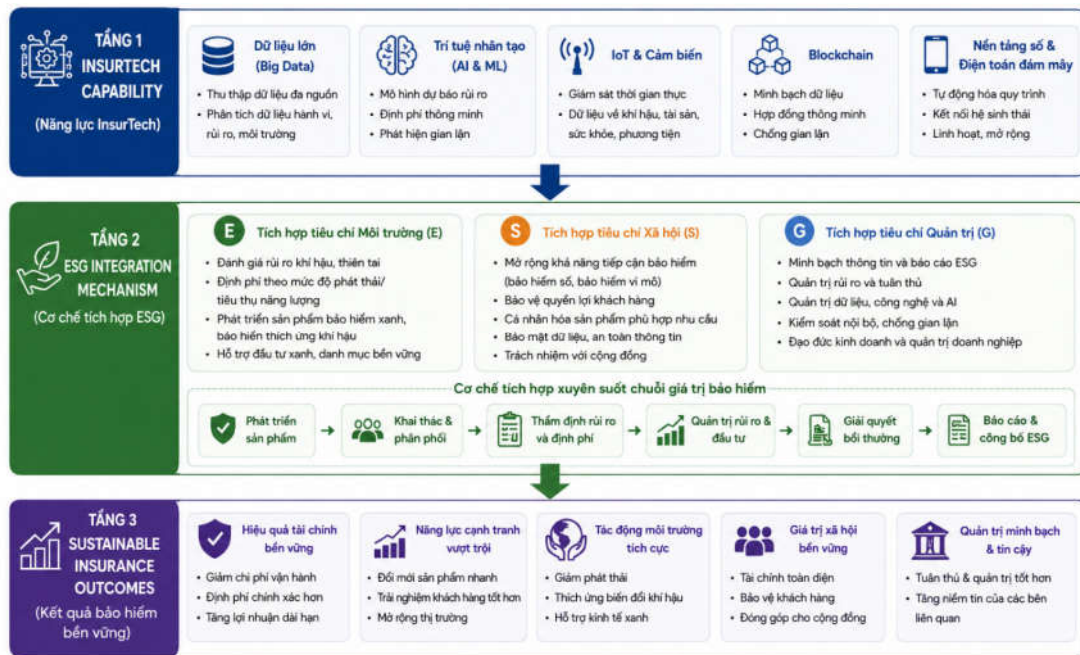 TẦNG 1
INSURTECH
CAPABILITY
(Năng lực InsurTech)
Dữ liệu lớn
(Big Data)
• Thu thập dữ liệu đa nguồn
• Phân tích dữ liệu hành vi,
rủi ro, môi trường
Trí tuệ nhân tạo
(AI & ML)
• Mô hình dự báo rủi ro
• Định phí thông minh
• Phát hiện gian lận
IoT & Cảm biến
• Giám sát thời gian thực
• Dữ liệu về khí hậu, tài sản,
sức khỏe, phương tiện
Blockchain
• Minh bạch dữ liệu
• Hợp đồng thông minh
• Chống gian lận
Nền tảng số &
Điện toán đám mây
• Tự động hóa quy trình
• Kết nối hệ sinh thái
• Linh hoạt, mở rộng
TẦNG 2
ESG INTEGRATION
MECHANISM
(Cơ chế tích hợp ESG)
E Tích hợp tiêu chí Môi trường (E)
• Đánh giá rủi ro khí hậu, thiên tai
• Định phí theo mức độ phát thải/
tiêu thụ năng lượng
• Phát triển sản phẩm bảo hiểm xanh,
bảo hiến thích ứng khí hậu
• Hỗ trợ đầu tư xanh, danh mục bền vững
S Tích hợp tiêu chí Xã hội (S)
• Mở rộng khả năng tiếp cận bảo hiểm
(bảo hiểm số, bảo hiểm vi mô)
• Bảo vệ quyền lợi khách hàng
• Cá nhân hóa sản phẩm phù hợp nhu cầu
• Bảo mật dữ liệu, an toàn thông tin
• Trách nhiệm với cộng đồng
G Tích hợp tiêu chí Quản trị (G)
• Minh bạch thông tin và báo cáo ESG
• Quản trị rủi ro và tuân thủ
• Quản trị dữ liệu, công nghệ và AI
• Kiểm soát nội bộ, chống gian lận
• Đạo đức kinh doanh và quản trị doanh nghiệp
Cơ chế tích hợp xuyên suốt chuỗi giá trị bảo hiểm
Phát triển
sản phẩm
Khai thác &
phân phối
Thẩm định rủi ro
và định phí
Quản trị rủi ro &
đầu tư
Giải quyết
bồi thường
Báo cáo &
công bố ESG
TẦNG 3
SUSTAINABLE
INSURANCE
OUTCOMES
(Kết quả bảo hiểm
bền vững)
Hiệu quả tài chính
bền vững
• Giảm chi phí vận hành
• Định phí chính xác hơn
• Tăng lợi nhuận dài hạn
Năng lực cạnh tranh
vượt trội
• Đổi mới sản phẩm nhanh
• Trải nghiệm khách hàng tốt hơn
• Mở rộng thị trường
Tác động môi trường
tích cực
• Giảm phát thải
• Thích ứng biến đổi khí hậu
• Hỗ trợ kinh tế xanh
Giá trị xã hội
bền vững
• Tài chính toàn diện
• Bảo vệ khách hàng
• Đóng góp cho cộng đồng
Quản trị minh bạch
& tin cậy
• Tuân thủ & quản trị tốt hơn
• Tăng niềm tin của các bên
liên quan